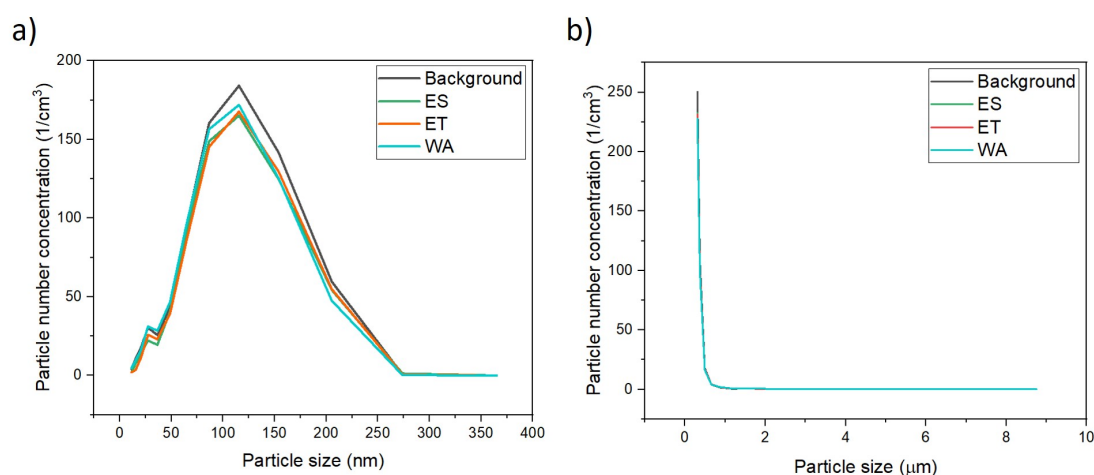 a)
Particle number concentration (1/cm³)
200
150
100
50
0
Background
ES
ET
WA
0 50 100 150 200 250 300 350 400
Particle size (nm)
b)
Particle number concentration (1/cm³)
250
200
150
100
50
0
Background
ES
ET
WA
0 2 4 6 8 10
Particle size (μm)